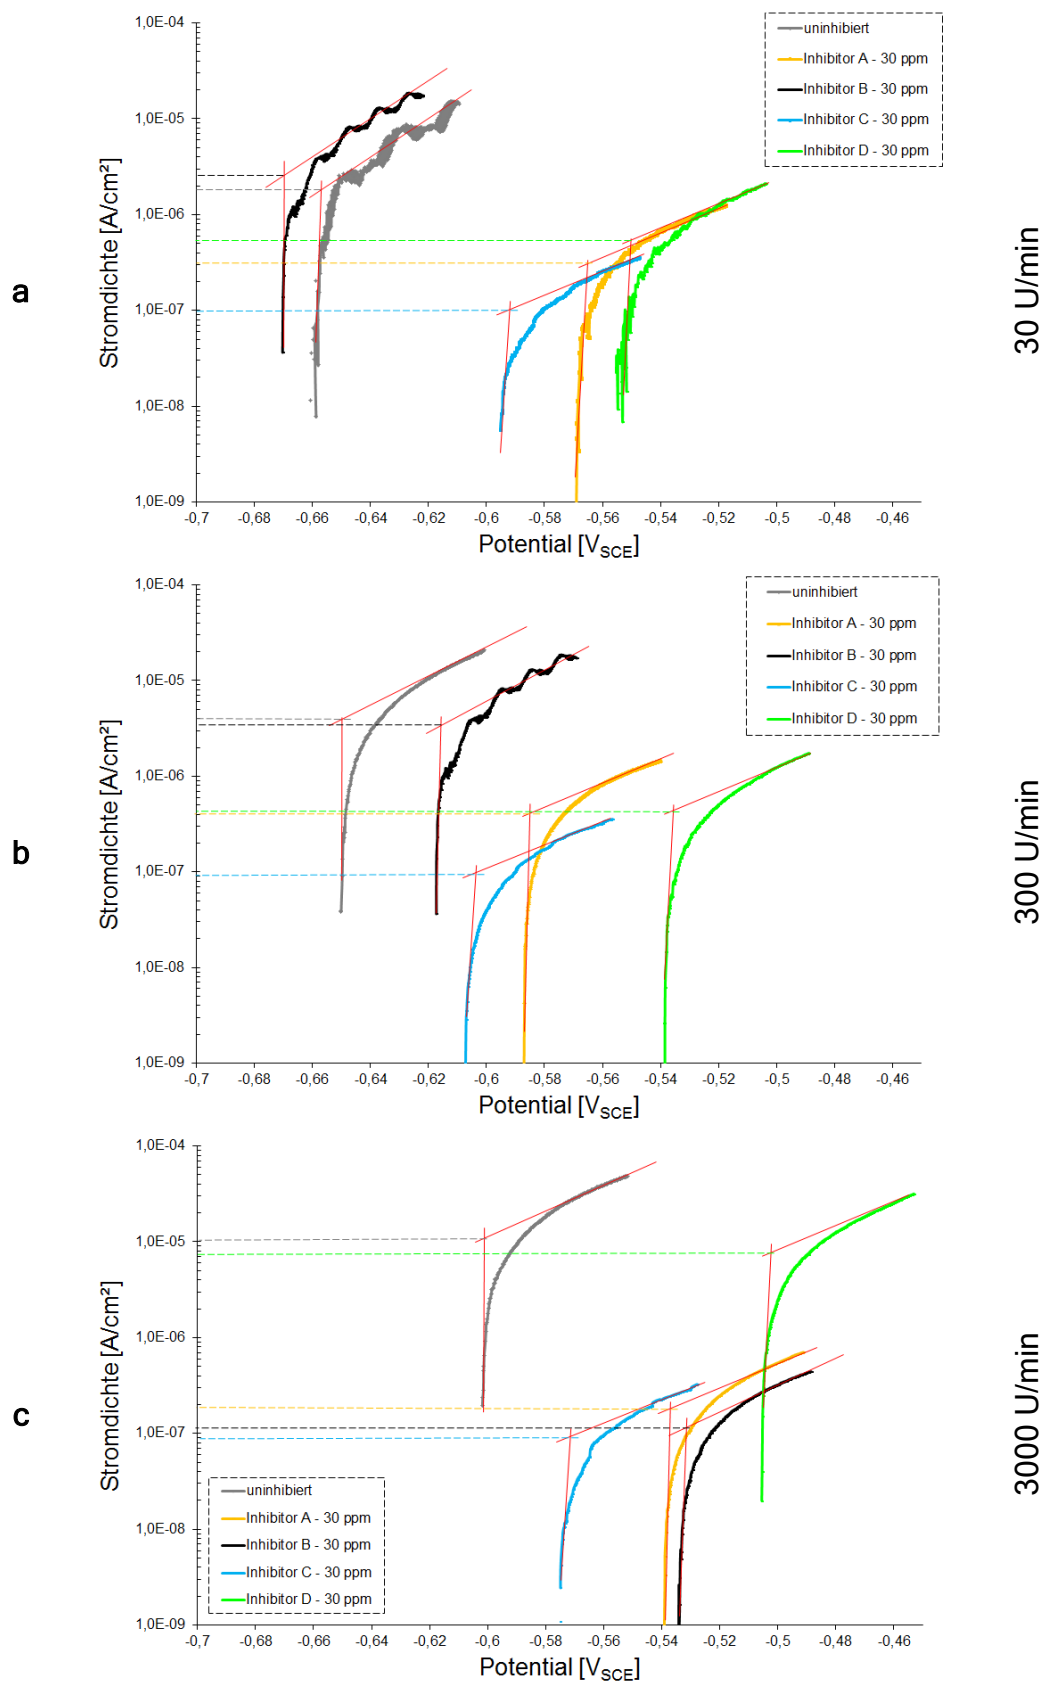 a
Stromdichte [A/cm²]
1,0E-04
1,0E-05
1,0E-06
1,0E-07
1,0E-08
1,0E-09
-0,7 -0,68 -0,66 -0,64 -0,62 -0,6 -0,58 -0,56 -0,54 -0,52 -0,5 -0,48 -0,46
Potential [V_SCE]
uninhibiert
Inhibitor A - 30 ppm
Inhibitor B - 30 ppm
Inhibitor C - 30 ppm
Inhibitor D - 30 ppm
30 U/min
b
Stromdichte [A/cm²]
1,0E-04
1,0E-05
1,0E-06
1,0E-07
1,0E-08
1,0E-09
-0,7 -0,68 -0,66 -0,64 -0,62 -0,6 -0,58 -0,56 -0,54 -0,52 -0,5 -0,48 -0,46
Potential [V_SCE]
uninhibiert
Inhibitor A - 30 ppm
Inhibitor B - 30 ppm
Inhibitor C - 30 ppm
Inhibitor D - 30 ppm
300 U/min
c
Stromdichte [A/cm²]
1,0E-04
1,0E-05
1,0E-06
1,0E-07
1,0E-08
1,0E-09
-0,7 -0,68 -0,66 -0,64 -0,62 -0,6 -0,58 -0,56 -0,54 -0,52 -0,5 -0,48 -0,46
Potential [V_SCE]
uninhibiert
Inhibitor A - 30 ppm
Inhibitor B - 30 ppm
Inhibitor C - 30 ppm
Inhibitor D - 30 ppm
3000 U/min